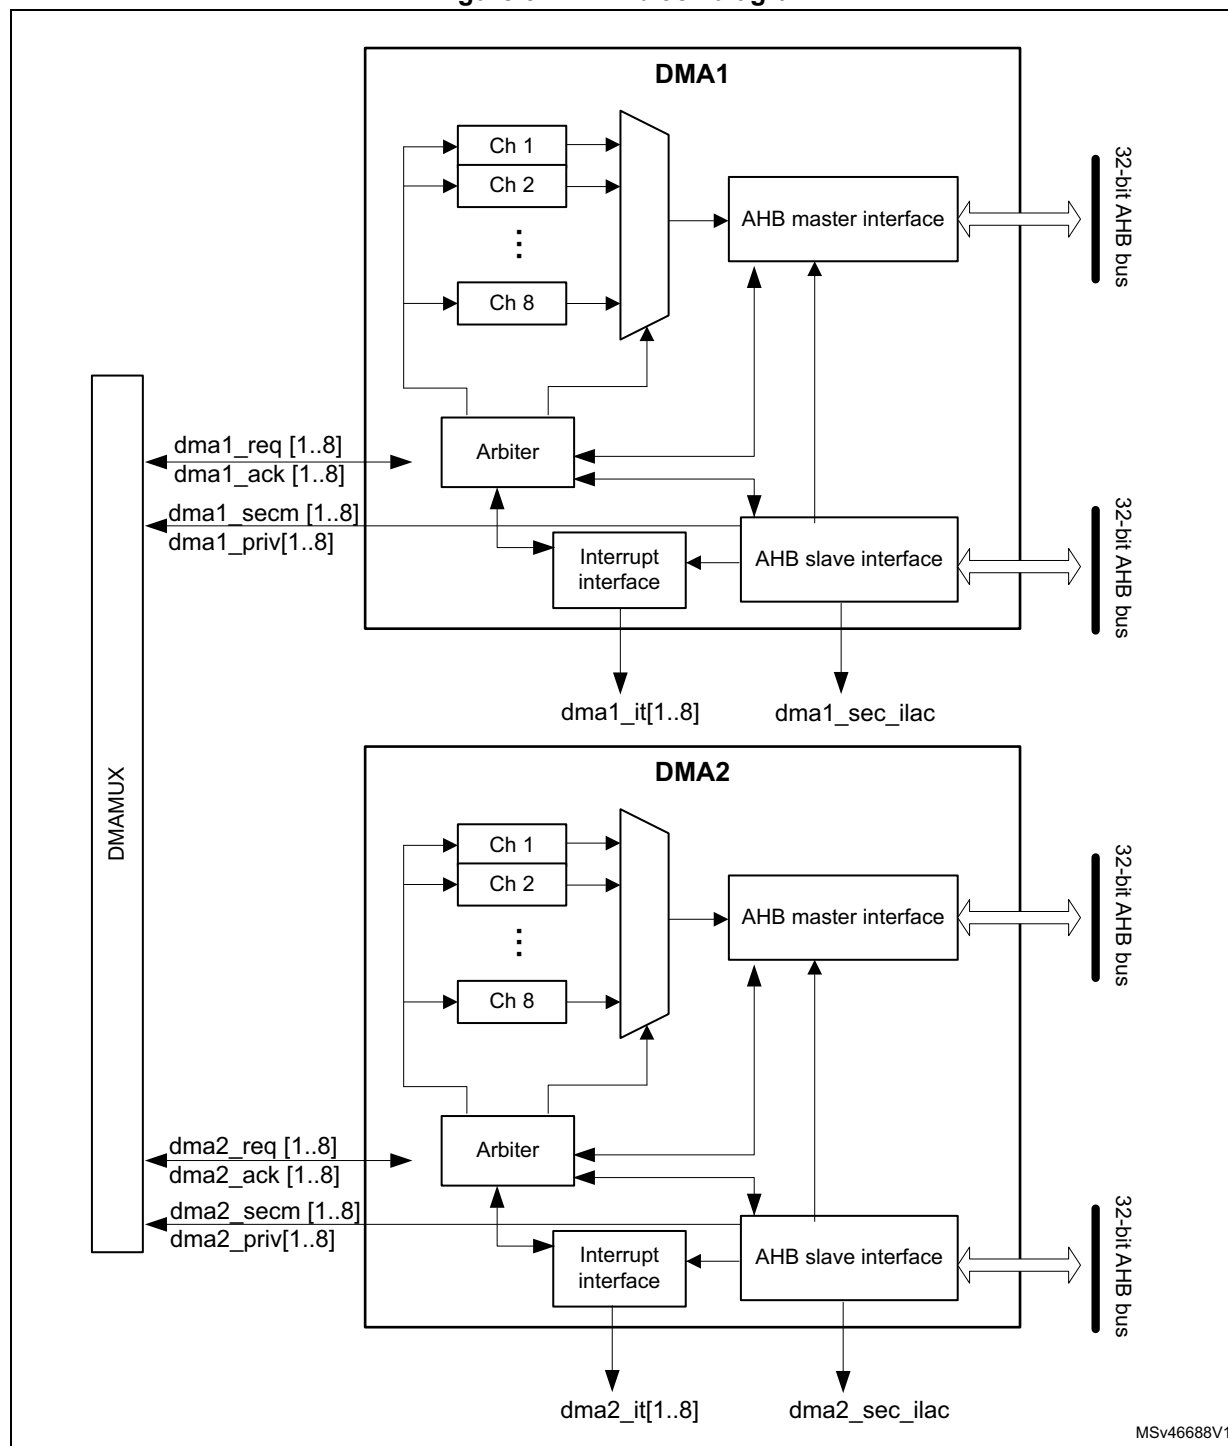 DMA1
Ch 1
Ch 2
Ch 8
AHB master interface
32-bit AHB bus
Arbiter
dma1_req [1..8]
dma1_ack [1..8]
dma1_secm [1..8]
dma1_priv[1..8]
Interrupt
interface
AHB slave interface
32-bit AHB bus
dma1_it[1..8]
dma1_sec_ilac
DMAMUX
DMA2
Ch 1
Ch 2
Ch 8
AHB master interface
32-bit AHB bus
Arbiter
dma2_req [1..8]
dma2_ack [1..8]
dma2_secm [1..8]
dma2_priv[1..8]
Interrupt
interface
AHB slave interface
32-bit AHB bus
dma2_it[1..8]
dma2_sec_ilac
MSv46688V1